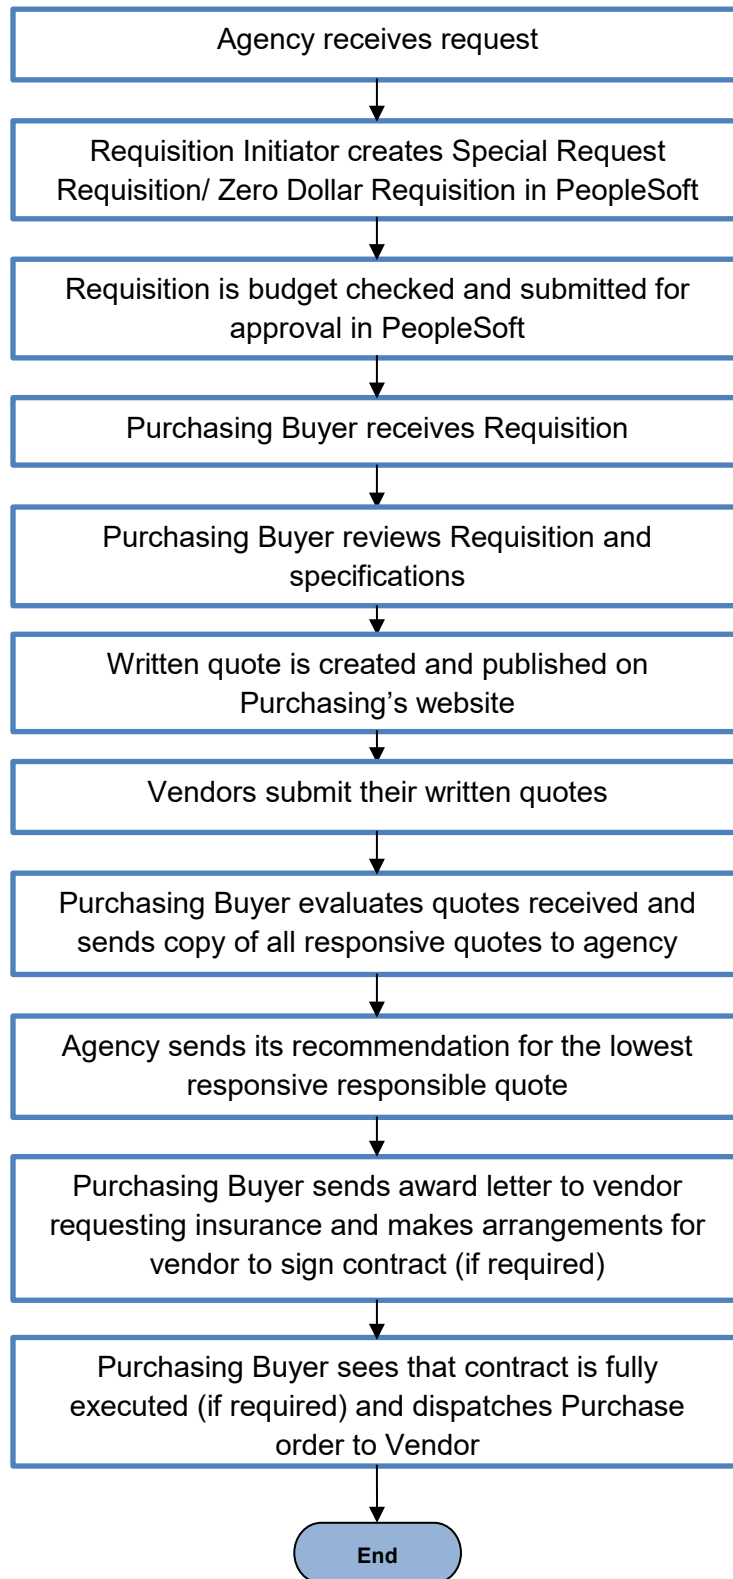 Agency receives request
Requisition Initiator creates Special Request
Requisition/ Zero Dollar Requisition in PeopleSoft
Requisition is budget checked and submitted for
approval in PeopleSoft
Purchasing Buyer receives Requisition
Purchasing Buyer reviews Requisition and
specifications
Written quote is created and published on
Purchasing’s website
Vendors submit their written quotes
Purchasing Buyer evaluates quotes received and
sends copy of all responsive quotes to agency
Agency sends its recommendation for the lowest
responsive responsible quote
Purchasing Buyer sends award letter to vendor
requesting insurance and makes arrangements for
vendor to sign contract (if required)
Purchasing Buyer sees that contract is fully
executed (if required) and dispatches Purchase
order to Vendor
End